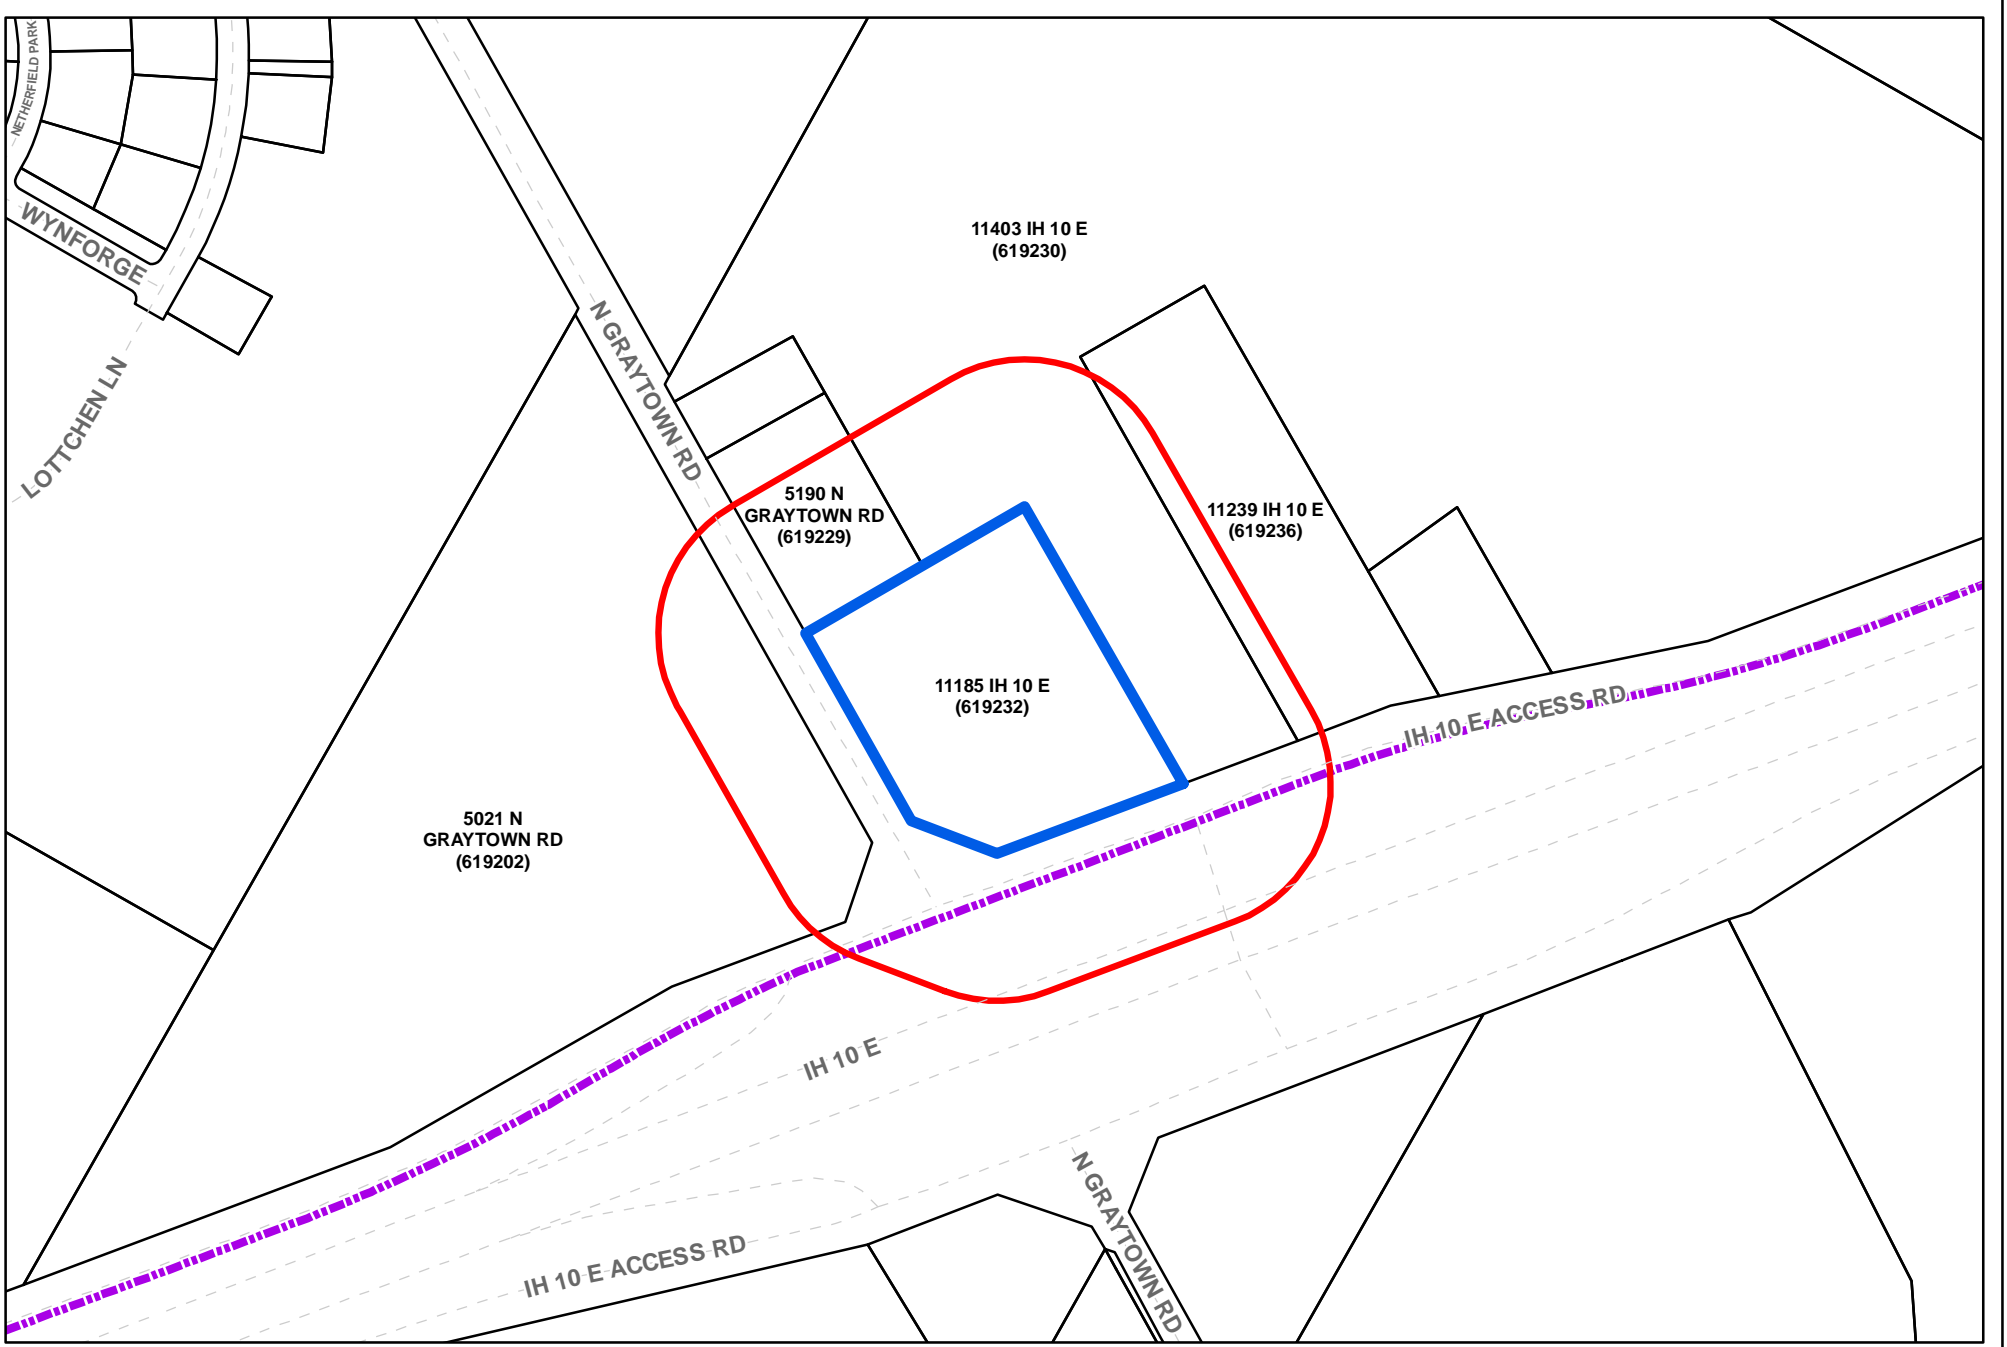 NETHERFIELD PARK
WYNFORGE
LOTTCHEN LN
N GRAYTOWN RD
11403 IH 10 E
(619230)
5190 N
GRAYTOWN RD
(619229)
11239 IH 10 E
(619236)
11185 IH 10 E
(619232)
IH 10 E ACCESS RD
5021 N
GRAYTOWN RD
(619202)
IH 10 E
N GRAYTOWN RD
IH 10 E ACCESS RD